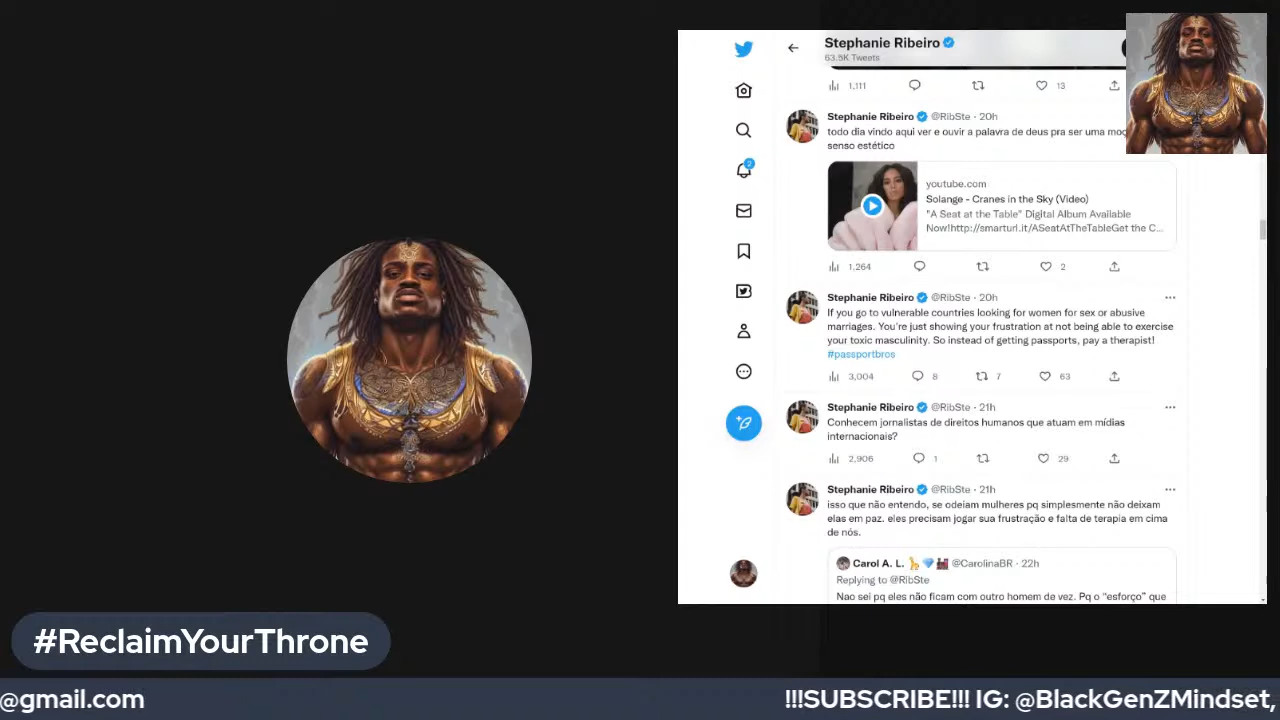 Stephanie Ribeiro
63.5K Tweets
1,111
13
Stephanie Ribeiro @RibSte · 20h
todo dia vindo aqui ver e ouvir a palavra de deus pra ser uma
senso estético
youtube.com
Solange - Cranes in the Sky (Video)
"A Seat at the Table" Digital Album Available
Now!http://smarturl.it/ASeatAtTheTableGet the C...
1,264
2
Stephanie Ribeiro @RibSte · 20h
If you go to vulnerable countries looking for women for sex or abusive
marriages. You're just showing your frustration at not being able to exercise
your toxic masculinity. So instead of getting passports, pay a therapist!
#passportbros
3,004
8
7
63
Stephanie Ribeiro @RibSte · 21h
Conhecem jornalistas de direitos humanos que atuam em mídias
internacionais?
2,906
1
29
Stephanie Ribeiro @RibSte · 21h
isso que não entendo, se odeiam mulheres pq simplesmente não deixam
elas em paz. eles precisam jogar sua frustração e falta de terapia em cima
de nós.
Carol A. L. @CarolinaBR · 22h
Replying to @RibSte
Nao sei pq eles não ficam com outro homem de vez. Pq o "esforço" que
2
#ReclaimYourThrone
@gmail.com
!!!SUBSCRIBE!!! IG: @BlackGenZMindset,